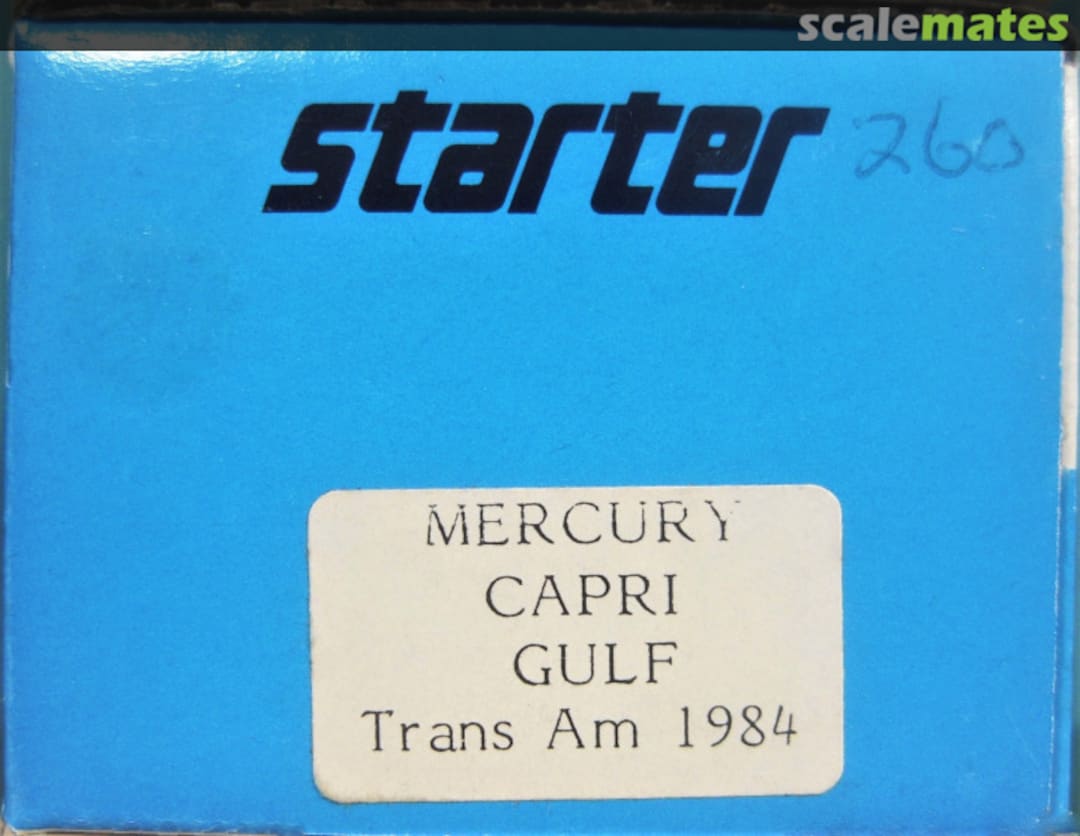 scalemates
starter 260
MERCURY
CAPRI
GULF
Trans Am 1984